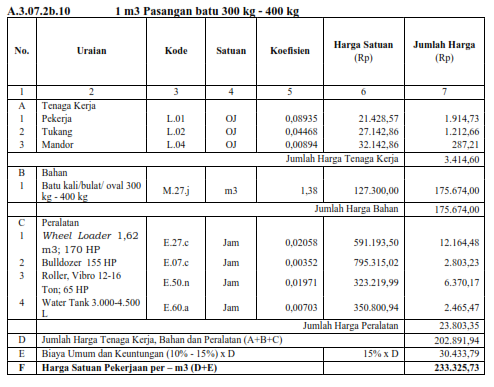 A.3.07.2b.10 1 m3 Pasangan batu 300 kg - 400 kg
No. Uraian Kode Satuan Koefisien Harga Satuan (Rp) Jumlah Harga (Rp)
1 2 3 4 5 6 7
A Tenaga Kerja
1 Pekerja L.01 OJ 0,08935 21.428,57 1.914,73
2 Tukang L.02 OJ 0,04468 27.142,86 1.212,66
3 Mandor L.04 OJ 0,00894 32.142,86 287,21
Jumlah Harga Tenaga Kerja 3.414,60
B Bahan
1 Batu kali/bulat/ oval 300 kg - 400 kg M.27.j m3 1,38 127.300,00 175.674,00
Jumlah Harga Bahan 175.674,00
C Peralatan
1 Wheel Loader 1,62 m3; 170 HP E.27.c Jam 0,02058 591.193,50 12.164,48
2 Bulldozer 155 HP E.07.c Jam 0,00352 795.315,02 2.803,23
3 Roller, Vibro 12-16 Ton; 65 HP E.50.n Jam 0,01971 323.219,99 6.370,17
4 Water Tank 3.000-4.500 L E.60.a Jam 0,00703 350.800,94 2.465,47
Jumlah Harga Peralatan 23.803,35
D Jumlah Harga Tenaga Kerja, Bahan dan Peralatan (A+B+C) 202.891,94
E Biaya Umum dan Keuntungan (10% - 15%) x D 15% x D 30.433,79
F Harga Satuan Pekerjaan per – m3 (D+E) 233.325,73